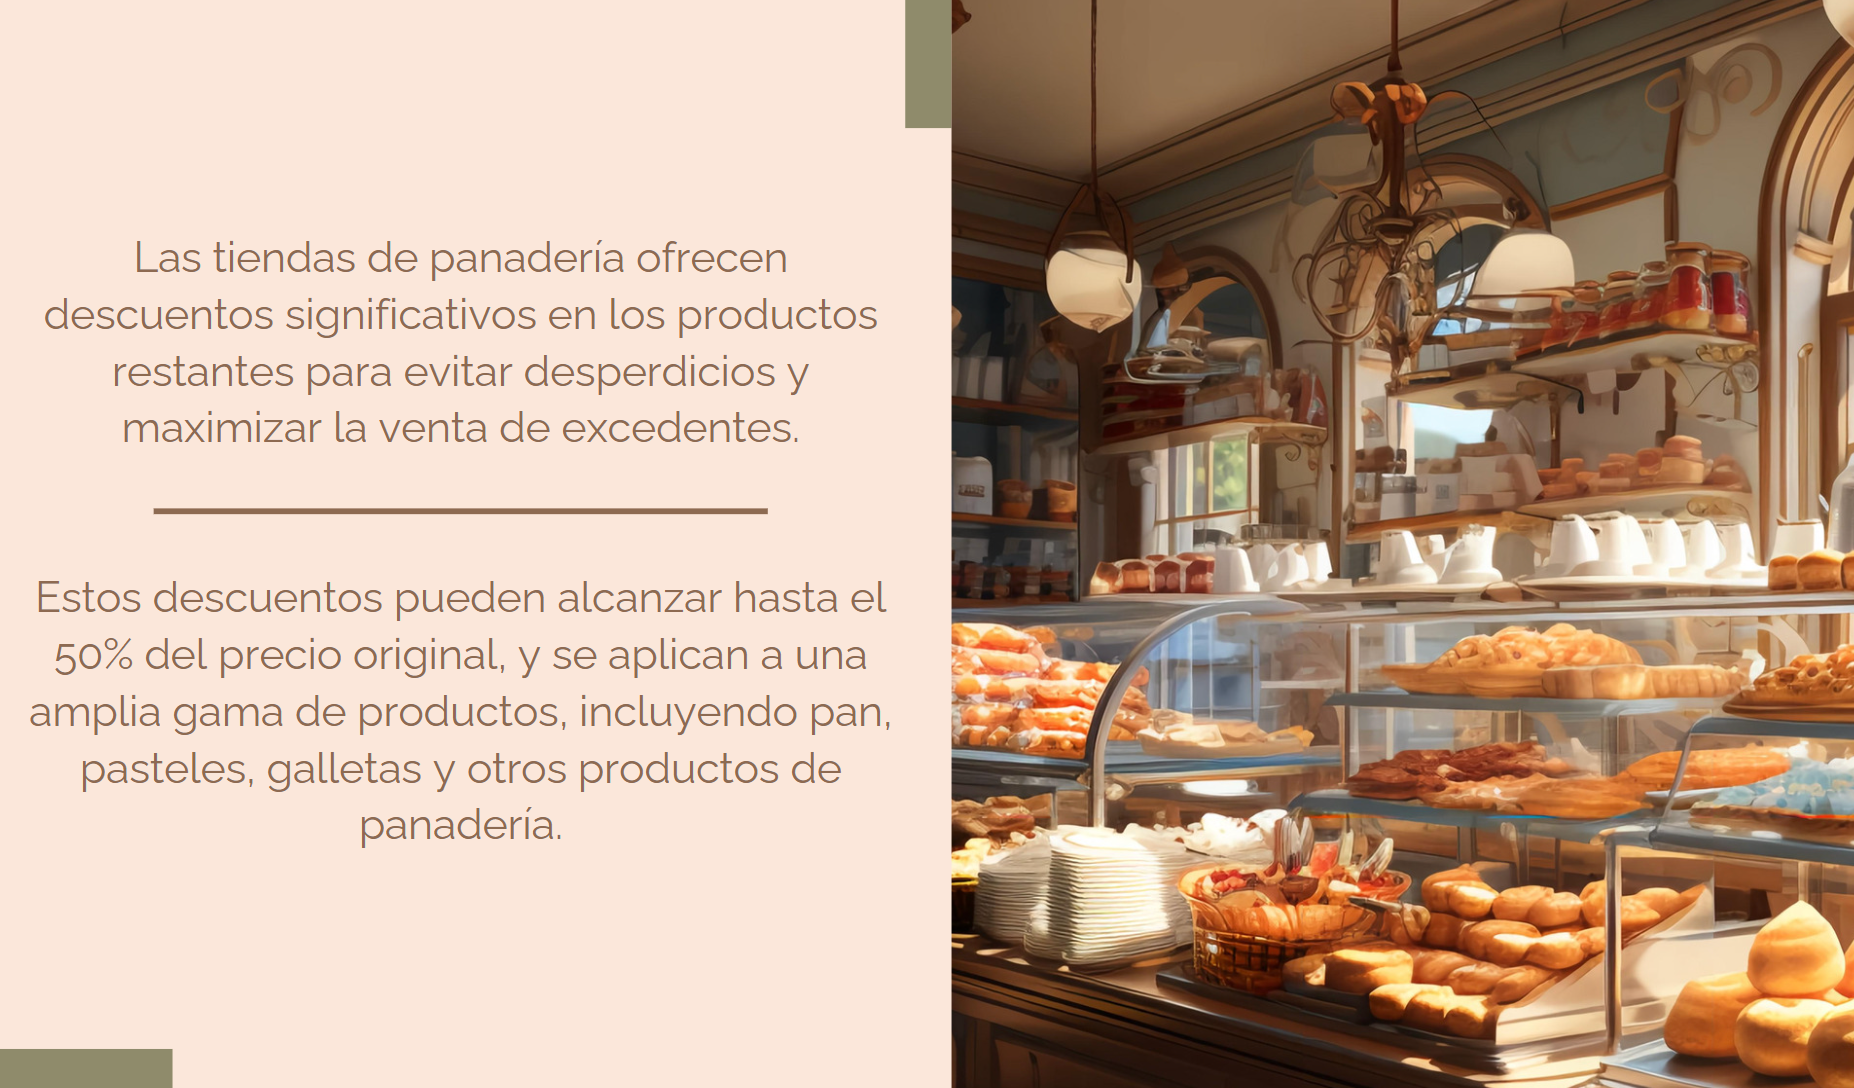 Las tiendas de panadería ofrecen
descuentos significativos en los productos
restantes para evitar desperdicios y
maximizar la venta de excedentes.
Estos descuentos pueden alcanzar hasta el
50% del precio original, y se aplican a una
amplia gama de productos, incluyendo pan,
pasteles, galletas y otros productos de
panadería.